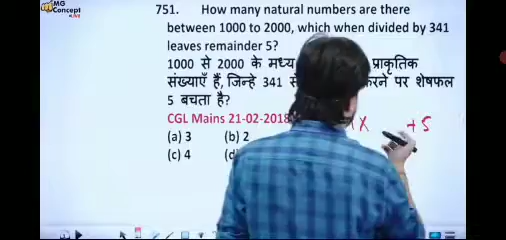 MG
Concept
LIVE
751. How many natural numbers are there
between 1000 to 2000, which when divided by 341
leaves remainder 5?
1000 से 2000 के मध्य प्राकृतिक
संख्याएँ हैं, जिन्हे 341 रने पर शेषफल
5 बचता है?
CGL Mains 21-02-2018
(a) 3 (b) 2
(c) 4 (d
x +5